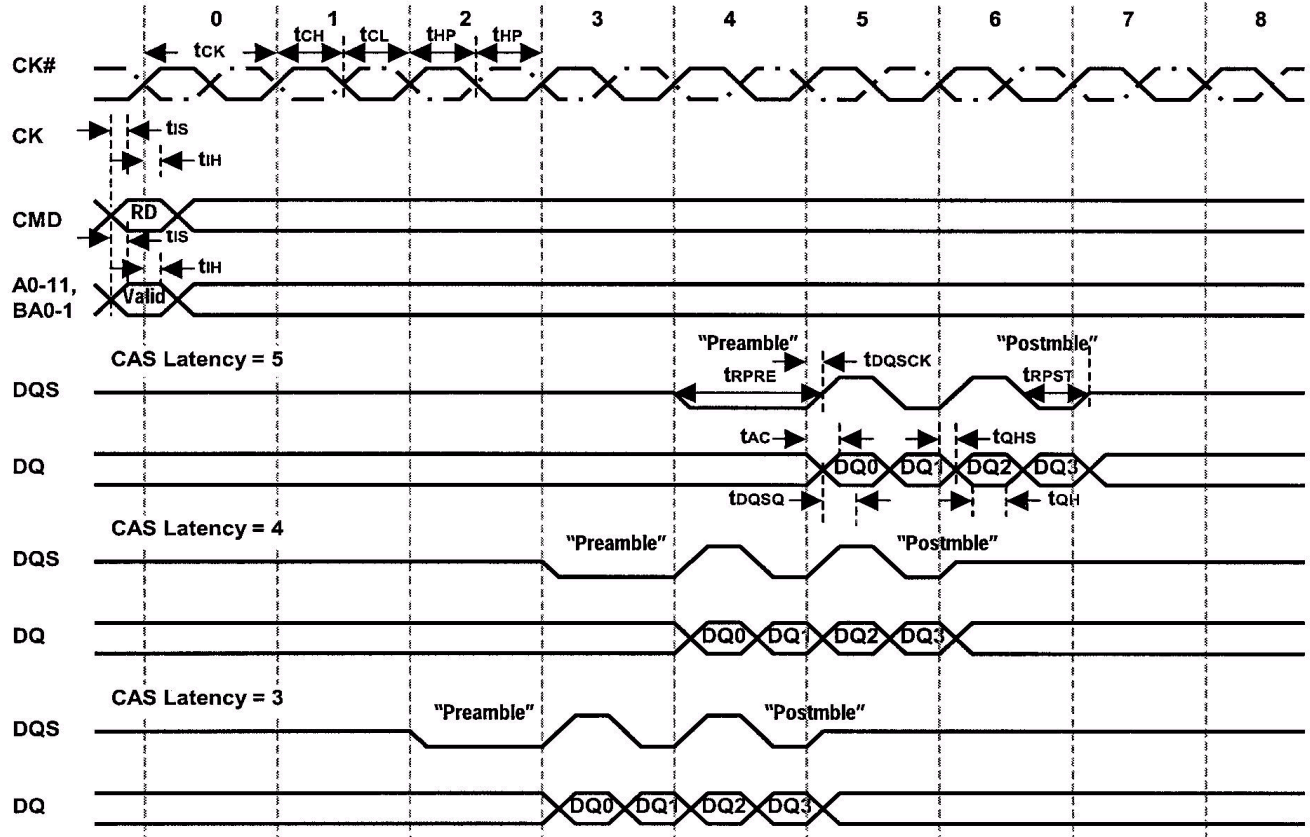 0 1 2 3 4 5 6 7 8
tCK tCH tCL tHP tHP
CK#
CK
tIS
tIH
CMD RD
tIS
tIH
A0-11,
BA0-1
Valid
CAS Latency = 5
"Preamble" "Postmble"
tDQSCK
DQS
tRPRE tRPST
tAC tQHS
DQ DQ0 DQ1 DQ2 DQ3
tDQSQ tQH
CAS Latency = 4
"Preamble" "Postmble"
DQS
DQ DQ0 DQ1 DQ2 DQ3
CAS Latency = 3
"Preamble" "Postmble"
DQS
DQ DQ0 DQ1 DQ2 DQ3